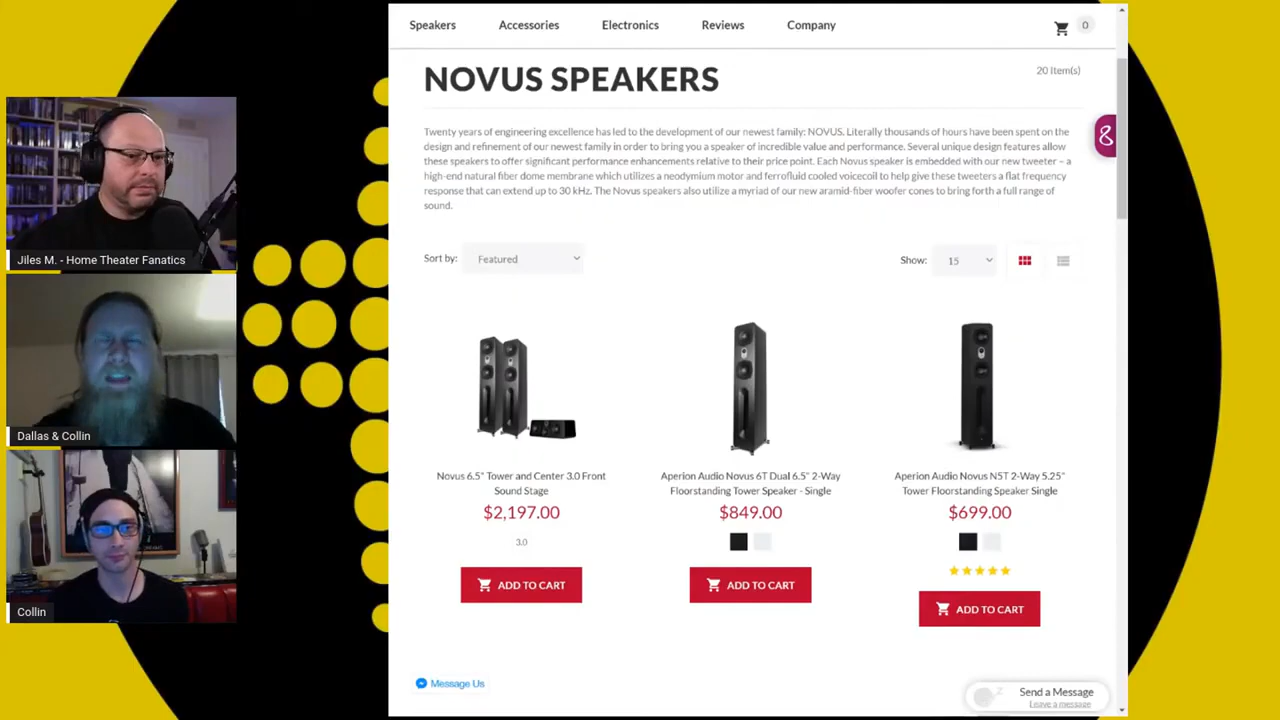 Speakers
Accessories
Electronics
Reviews
Company
0
NOVUS SPEAKERS
20 Item(s)
Twenty years of engineering excellence has led to the development of our newest family: NOVUS. Literally thousands of hours have been spent on the
design and refinement of our newest family in order to bring you a speaker of incredible value and performance. Several unique design features allow
these speakers to offer significant performance enhancements relative to their price point. Each Novus speaker is embedded with our new tweeter – a
high-end natural fiber dome membrane which utilizes a neodymium motor and ferrofluid cooled voicecoil to help give these tweeters a flat frequency
response that can extend up to 30 kHz. The Novus speakers also utilize a myriad of our new aramid-fiber woofer cones to bring forth a full range of
sound.
Sort by:
Featured
Show:
15
Novus 6.5" Tower and Center 3.0 Front
Sound Stage
$2,197.00
3.0
ADD TO CART
Aperion Audio Novus 6T Dual 6.5" 2-Way
Floorstanding Tower Speaker - Single
$849.00
ADD TO CART
Aperion Audio Novus N5T 2-Way 5.25"
Tower Floorstanding Speaker Single
$699.00
ADD TO CART
Message Us
Send a Message
Leave a message
Jiles M. - Home Theater Fanatics
Dallas & Collin
Collin